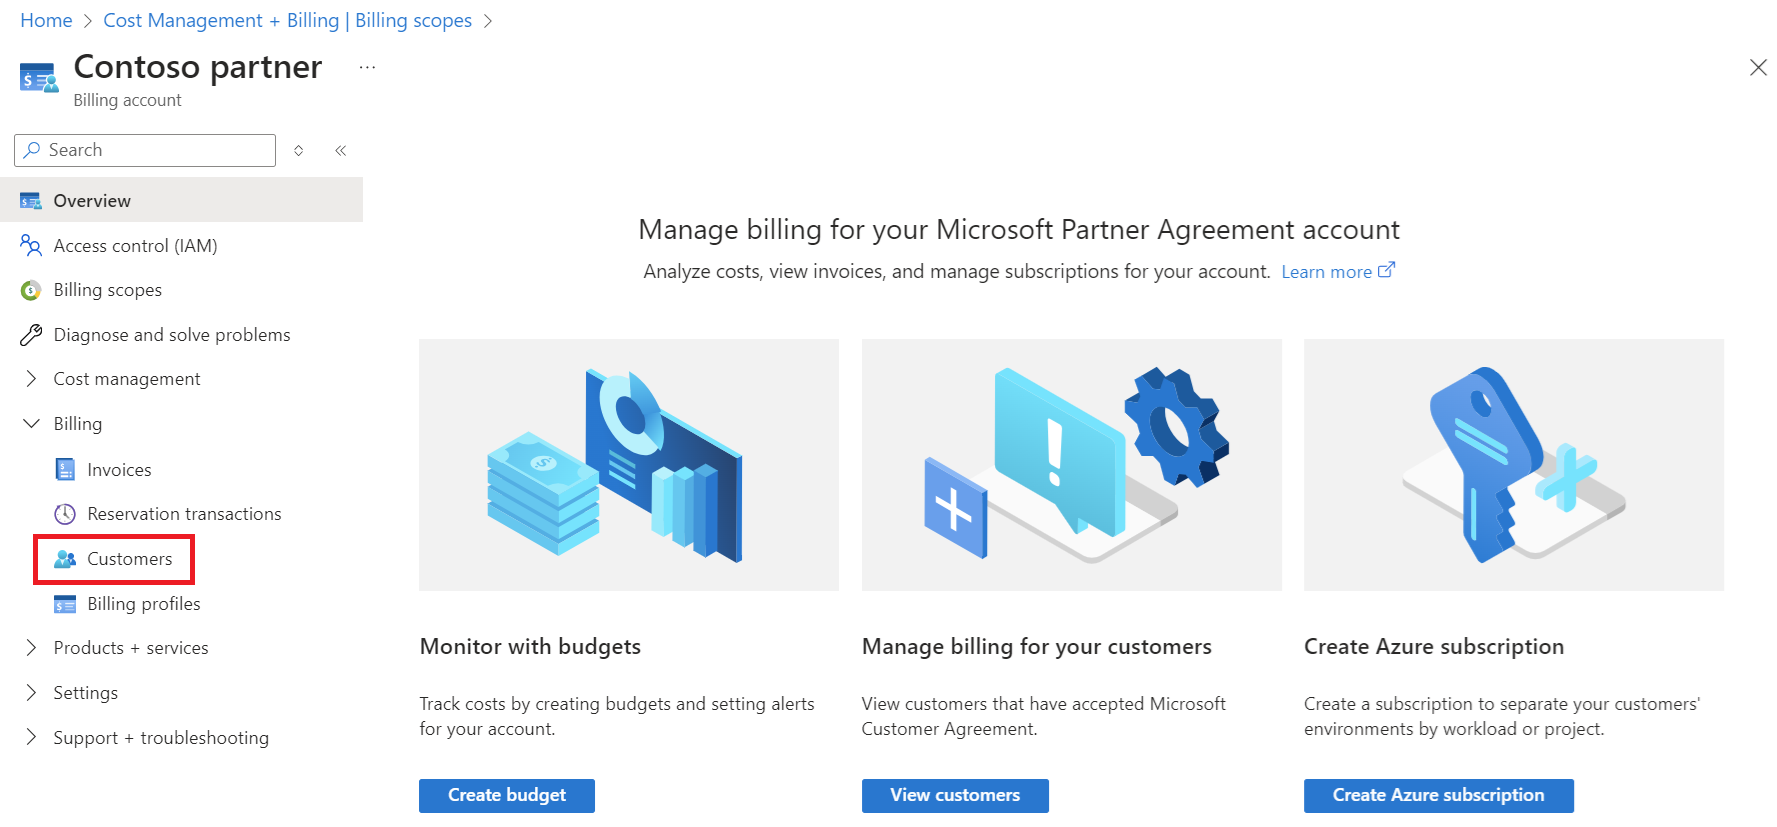 Home > Cost Management + Billing | Billing scopes >
Contoso partner ...
Billing account
Search
Overview
Access control (IAM)
Billing scopes
Diagnose and solve problems
Cost management
Billing
Invoices
Reservation transactions
Customers
Billing profiles
Products + services
Settings
Support + troubleshooting
Manage billing for your Microsoft Partner Agreement account
Analyze costs, view invoices, and manage subscriptions for your account. Learn more
Monitor with budgets
Track costs by creating budgets and setting alerts
for your account.
Create budget
Manage billing for your customers
View customers that have accepted Microsoft
Customer Agreement.
View customers
Create Azure subscription
Create a subscription to separate your customers'
environments by workload or project.
Create Azure subscription